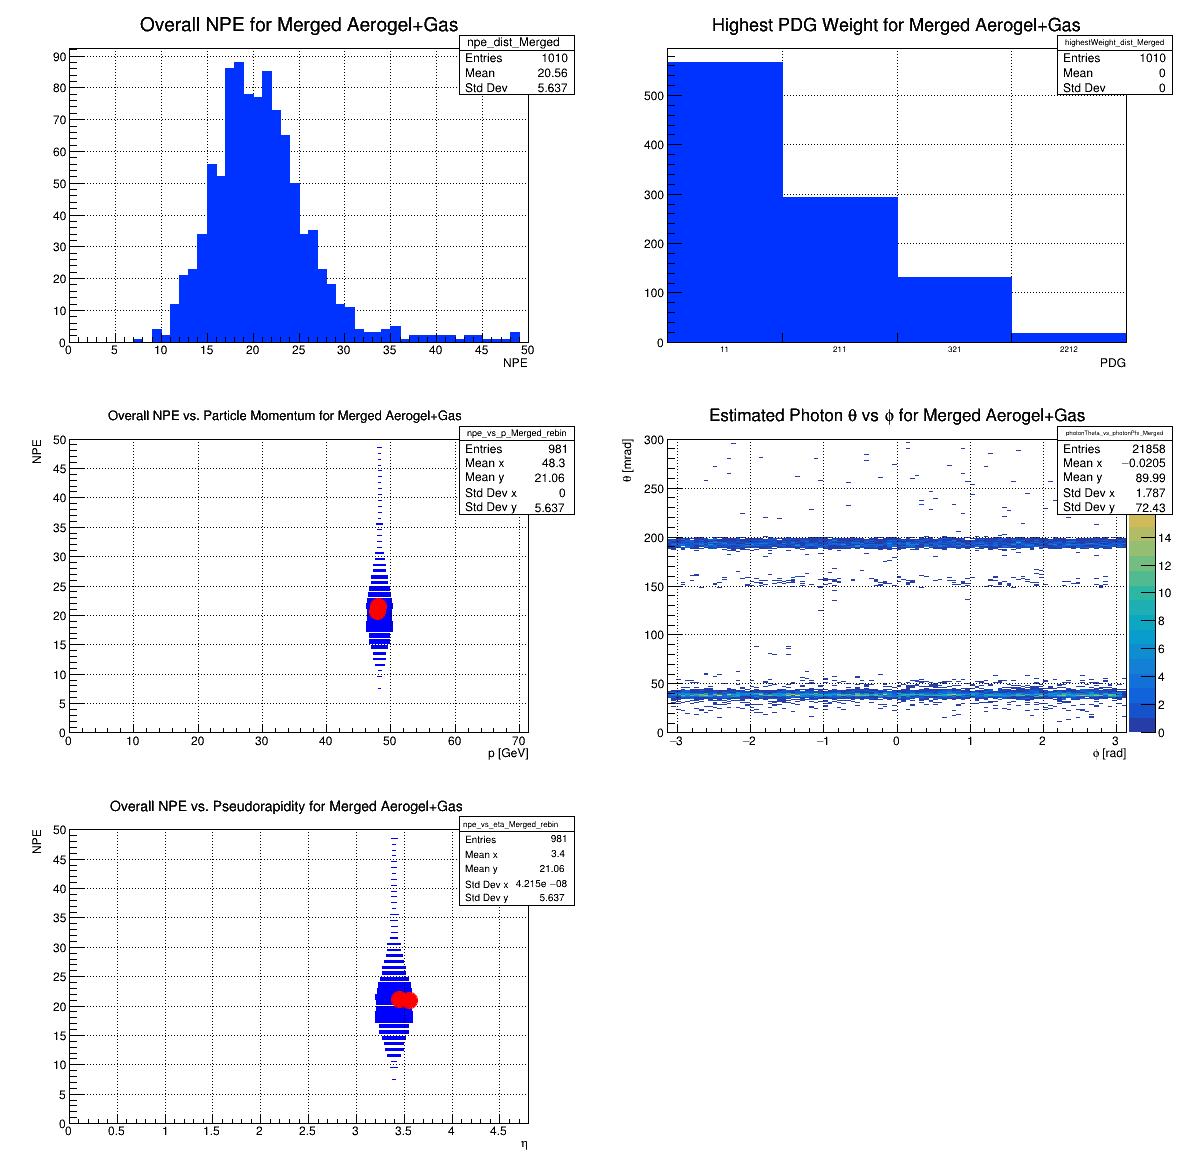 Overall NPE for Merged Aerogel+Gas
npe_dist_Merged
Entries 1010
Mean 20.56
Std Dev 5.637
90
80
70
60
50
40
30
20
10
0
0 5 10 15 20 25 30 35 40 45 50
NPE
Highest PDG Weight for Merged Aerogel+Gas
highestWeight_dist_Merged
Entries 1010
Mean 0
Std Dev 0
500
400
300
200
100
0
11 211 321 2212
PDG
Overall NPE vs. Particle Momentum for Merged Aerogel+Gas
npe_vs_p_Merged_rebin
Entries 981
Mean x 48.3
Mean y 21.06
Std Dev x 0
Std Dev y 5.637
NPE
50
45
40
35
30
25
20
15
10
5
0
0 10 20 30 40 50 60 70
p [GeV]
Estimated Photon θ vs ϕ for Merged Aerogel+Gas
photonTheta_vs_photonPhi_Merged
Entries 21858
Mean x −0.0205
Mean y 89.99
Std Dev x 1.787
Std Dev y 72.43
θ [mrad]
300
250
200
150
100
50
0
−3 −2 −1 0 1 2 3
ϕ [rad]
14
12
10
8
6
4
2
0
Overall NPE vs. Pseudorapidity for Merged Aerogel+Gas
npe_vs_eta_Merged_rebin
Entries 981
Mean x 3.4
Mean y 21.06
Std Dev x 4.215e −08
Std Dev y 5.637
NPE
50
45
40
35
30
25
20
15
10
5
0
0 0.5 1 1.5 2 2.5 3 3.5 4 4.5
η